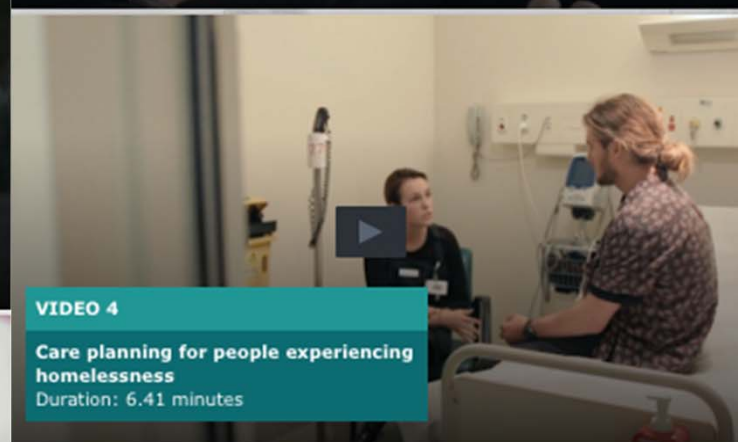 VIDEO 4
Care planning for people experiencing
homelessness
Duration: 6.41 minutes